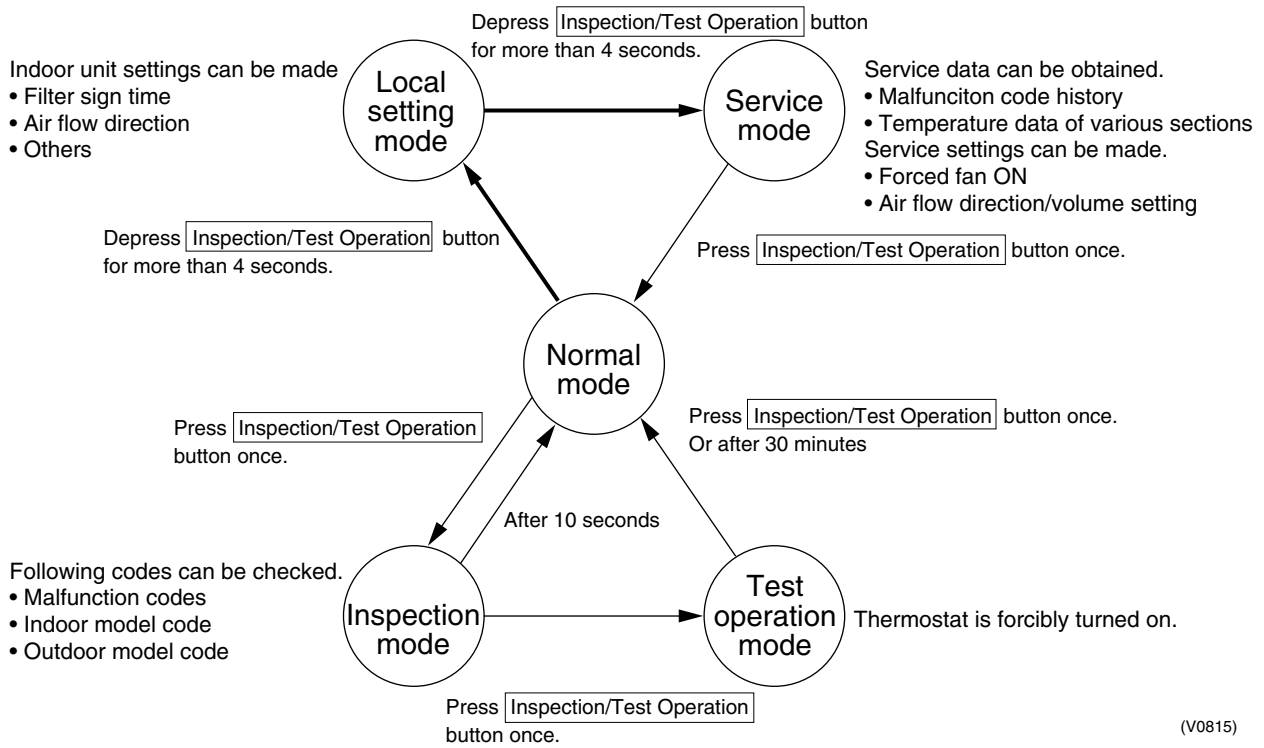 Depress Inspection/Test Operation button
for more than 4 seconds.
Indoor unit settings can be made
• Filter sign time
• Air flow direction
• Others
Local
setting
mode
Service
mode
Service data can be obtained.
• Malfunciton code history
• Temperature data of various sections
Service settings can be made.
• Forced fan ON
• Air flow direction/volume setting
Depress Inspection/Test Operation button
for more than 4 seconds.
Press Inspection/Test Operation button once.
Normal
mode
Press Inspection/Test Operation
button once.
Press Inspection/Test Operation button once.
Or after 30 minutes
After 10 seconds
Following codes can be checked.
• Malfunction codes
• Indoor model code
• Outdoor model code
Inspection
mode
Test
operation
mode
Thermostat is forcibly turned on.
Press Inspection/Test Operation
button once.
(V0815)